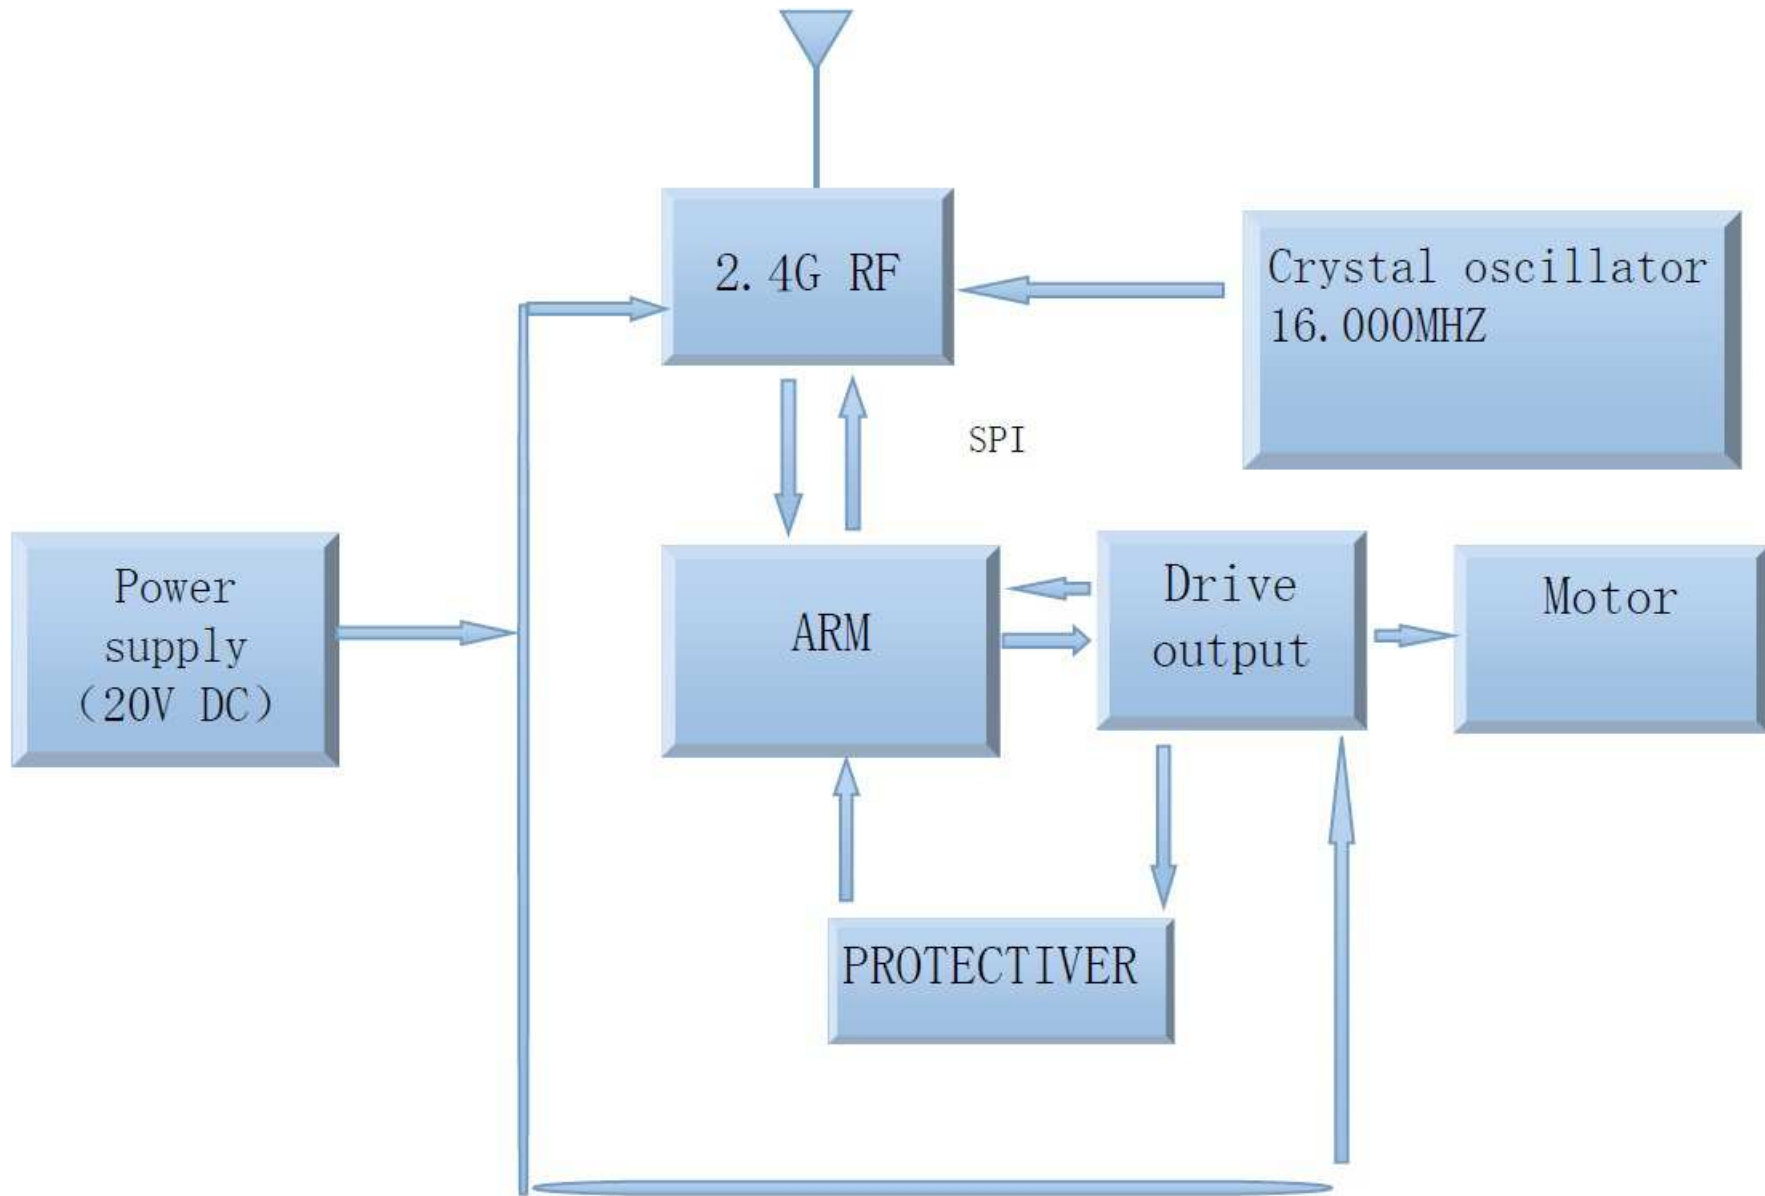 2.4G RF
Crystal oscillator
16.000MHZ
SPI
Power
supply
(20V DC)
ARM
Drive
output
Motor
PROTECTIVER